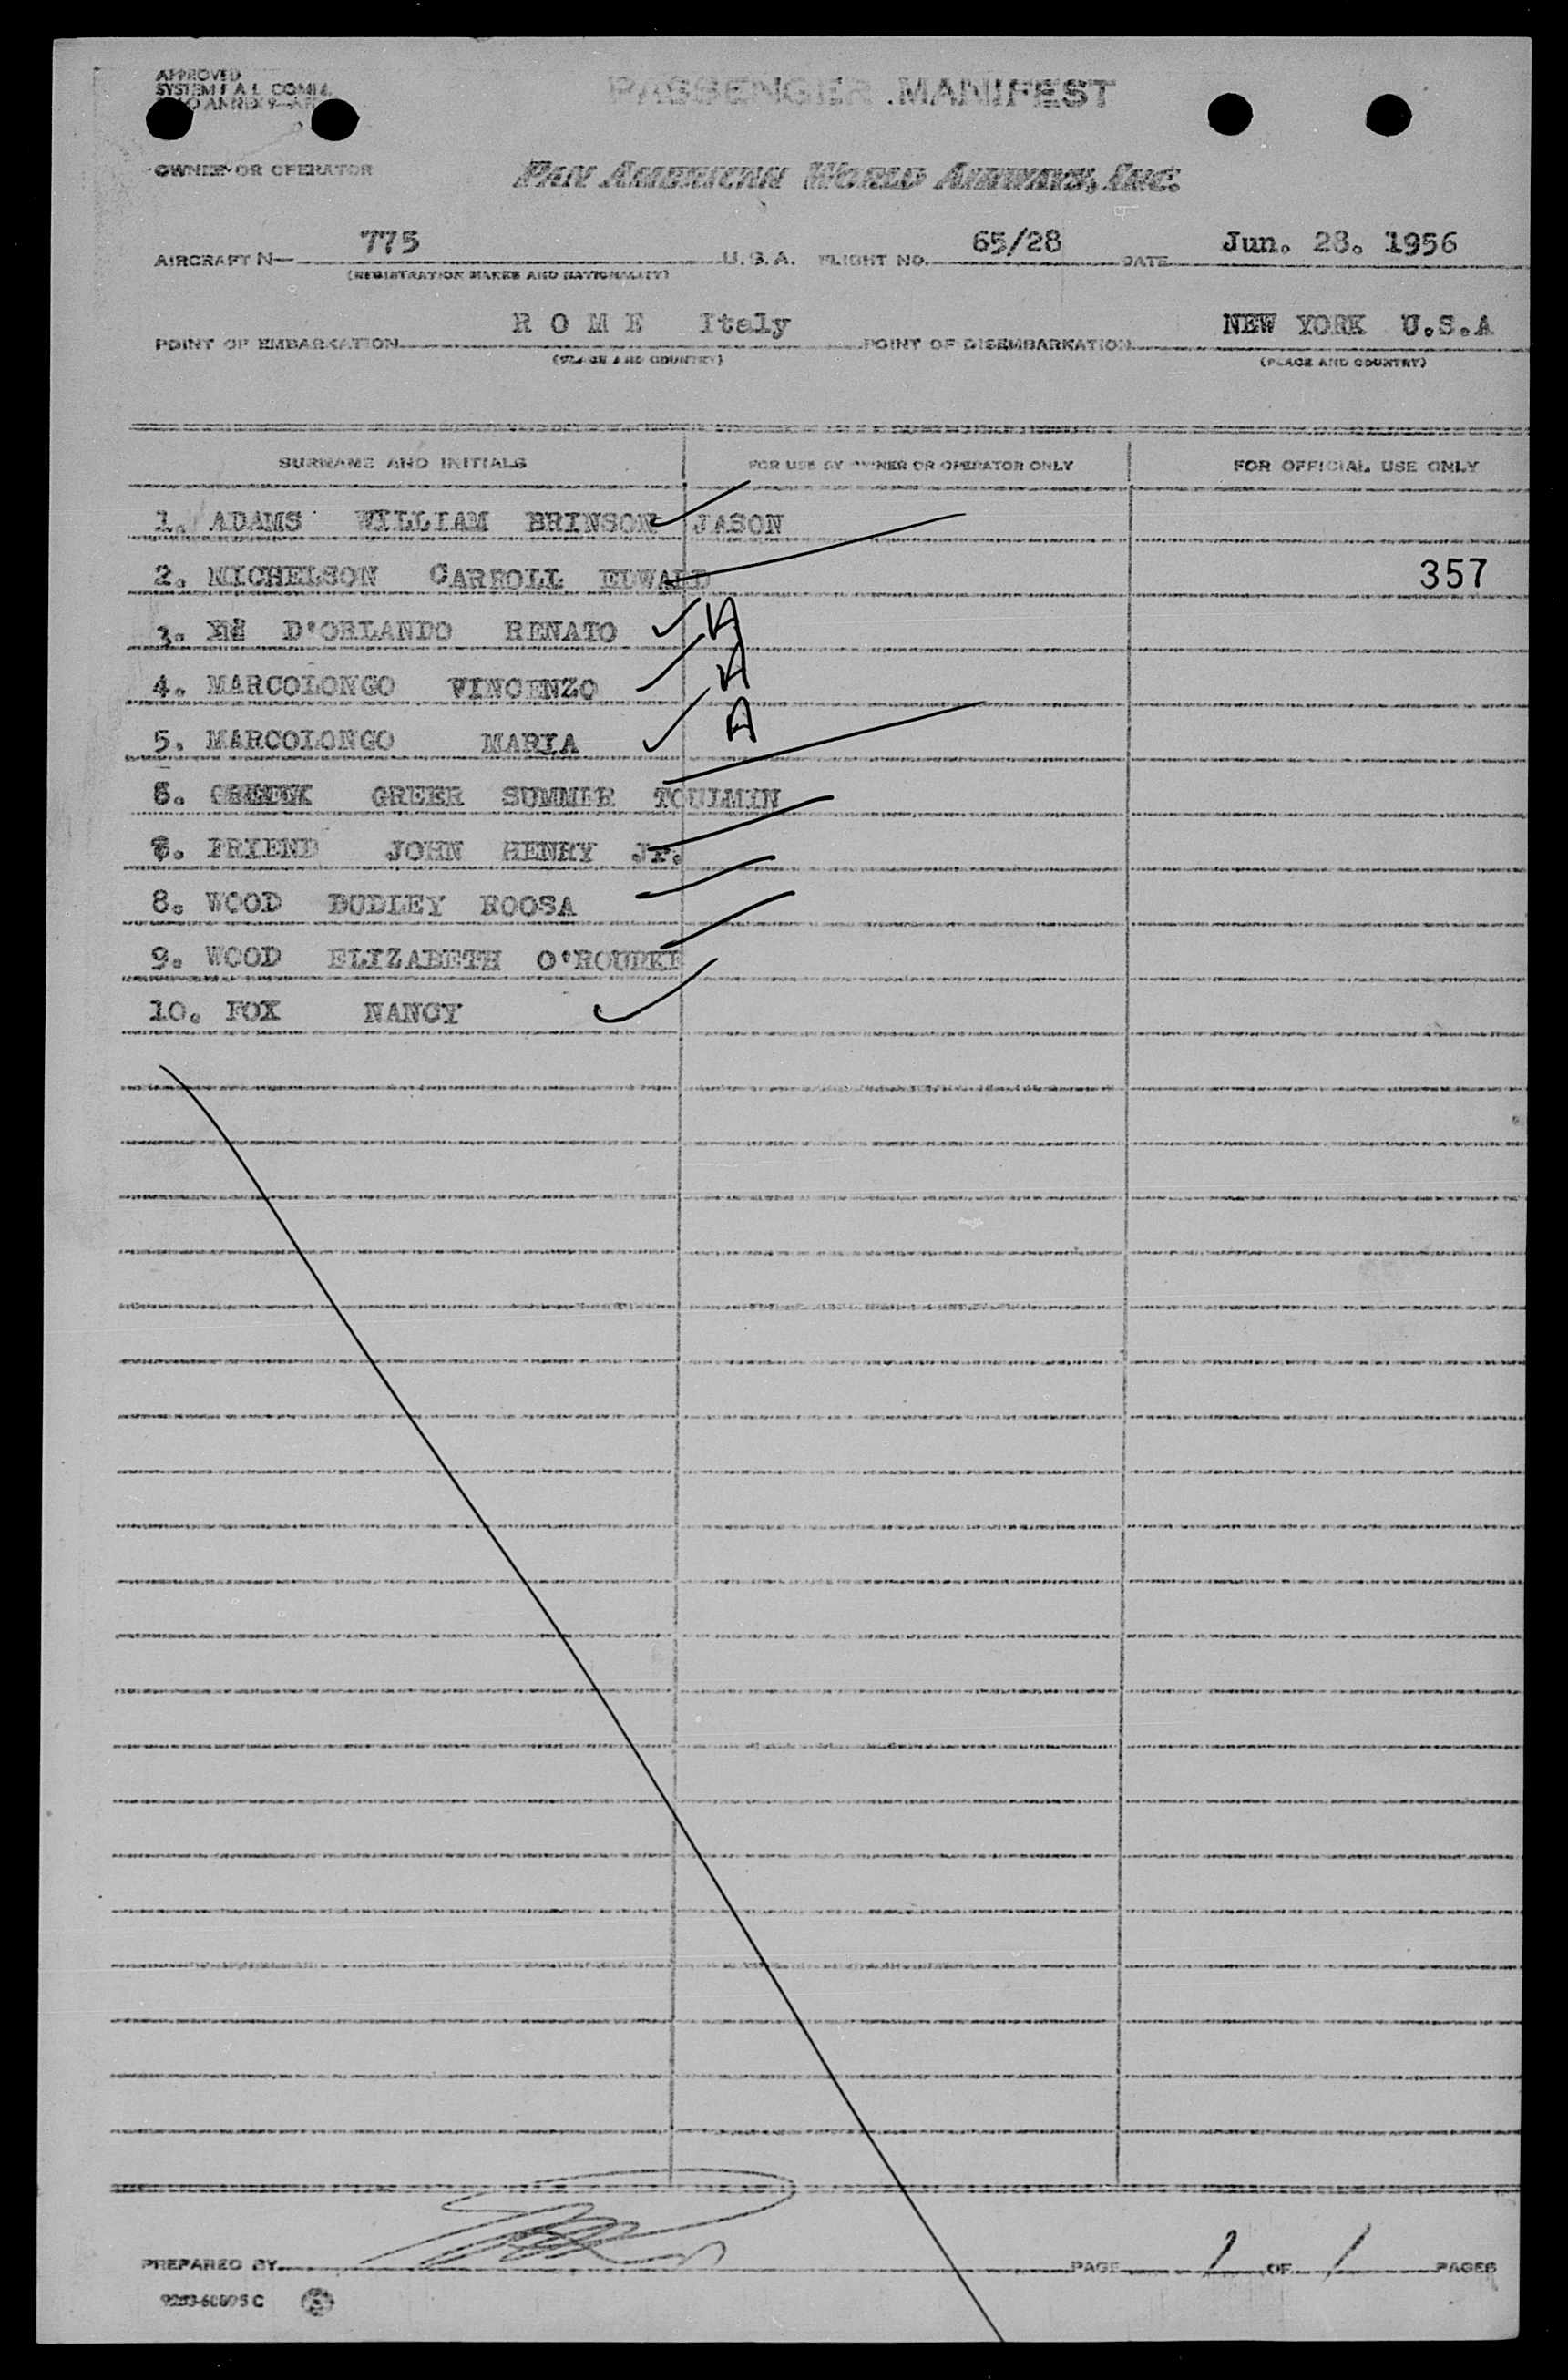 APPROVED
SYSTEM F A L COMM.
ANNEX 9
PASSENGER MANIFEST
OWNER OR OPERATOR
PAN AMERICAN WORLD AIRWAYS, INC.
AIRCRAFT N— 775 U.S.A. FLIGHT NO. 65/28 DATE Jun. 28. 1956
(REGISTRATION MARKS AND NATIONALITY)
POINT OF EMBARKATION R O M E Italy POINT OF DISEMBARKATION NEW YORK U.S.A
(PLACE AND COUNTRY) (PLACE AND COUNTRY)
SURNAME AND INITIALS FOR USE BY OWNER OR OPERATOR ONLY FOR OFFICIAL USE ONLY
1. ADAMS WILLIAM BRINSON JASON
2. MICHELSON CARROLL EDWARD 357
3. D'ORLANDO RENATO A
4. MARCOLONGO VINCENZO A
5. MARCOLONGO MARIA A
6. GREER SUMMER TOULMIN
7. FRIEND JOHN HENRY Jr.
8. WOOD DUDLEY ROOSA
9. WOOD ELIZABETH
10. FOX NANCY
PREPARED BY PAGE 1 OF 1 PAGES